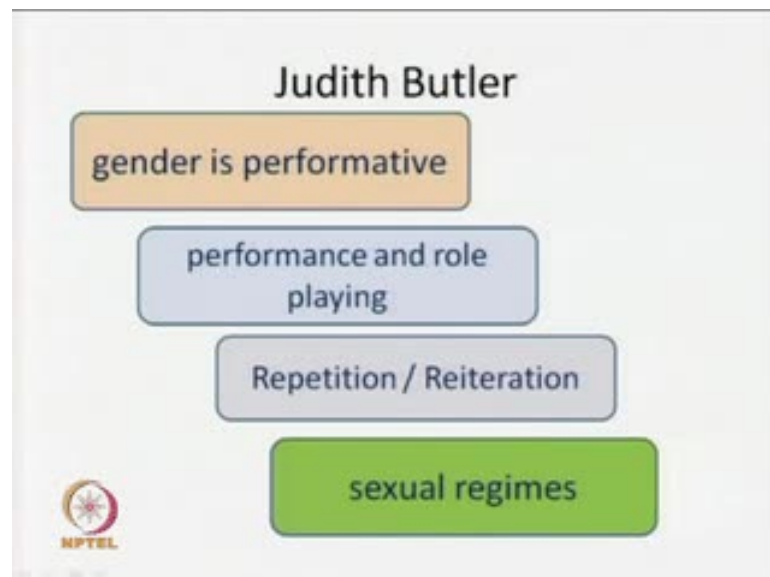 Judith Butler
gender is performative
performance and role
playing
Repetition / Reiteration
sexual regimes
NPTEL